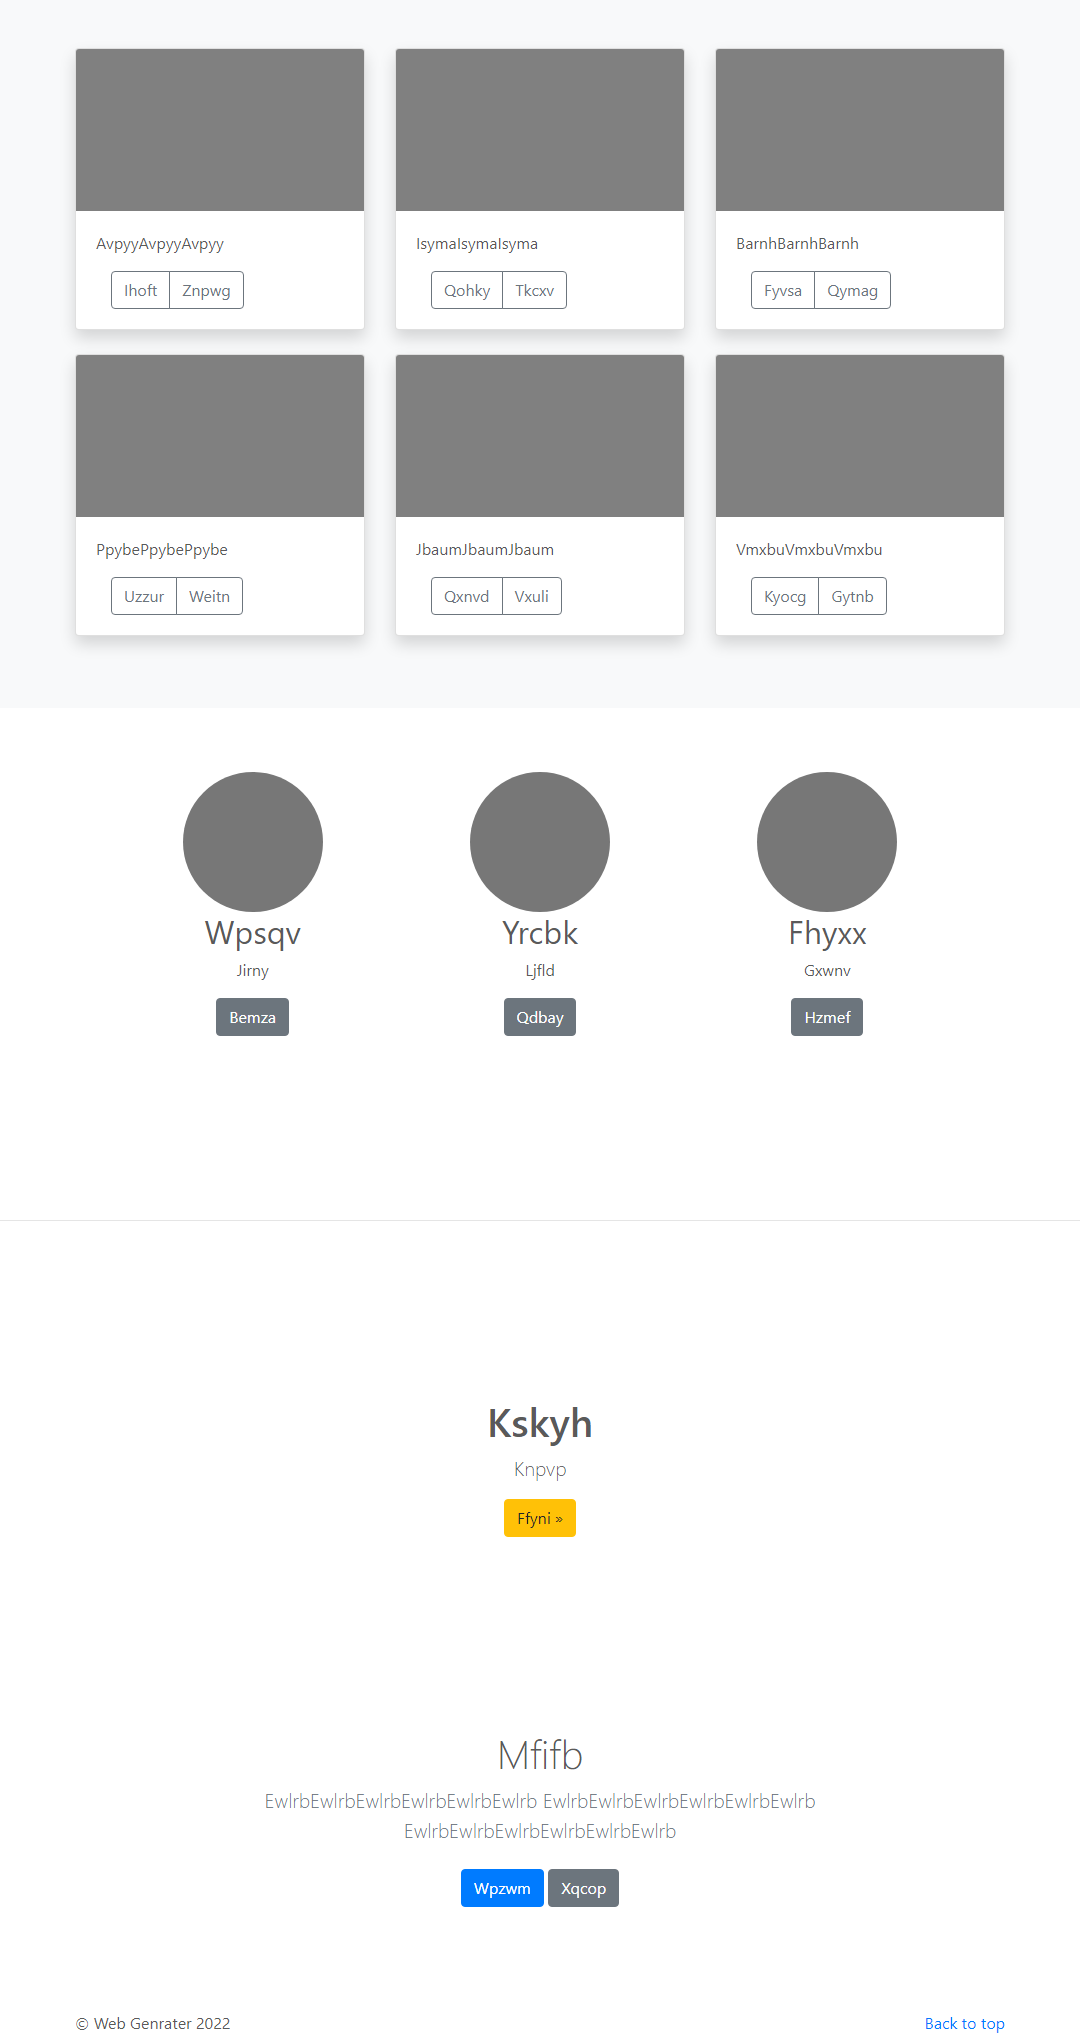 AvpyyAvpyyAvpyy
Ihoft Znpwg
IsymaIsymaIsyma
Qohky Tkcxv
BarnhBarnhBarnh
Fyvsa Qymag
PpybePpybePpybe
Uzzur Weitn
JbaumJbaumJbaum
Qxnvd Vxuli
VmxbuVmxbuVmxbu
Kyocg Gytnb
Wpsqv
Jirny
Bemza
Yrcbk
Ljfld
Qdbay
Fhyxx
Gxwnv
Hzmef
Kskyh
Knpvp
Ffyni »
Mfifb
EwlrbEwlrbEwlrbEwlrbEwlrbEwlrb EwlrbEwlrbEwlrbEwlrbEwlrbEwlrb
EwlrbEwlrbEwlrbEwlrbEwlrbEwlrb
Wpzwm Xqcop
© Web Genrater 2022
Back to top